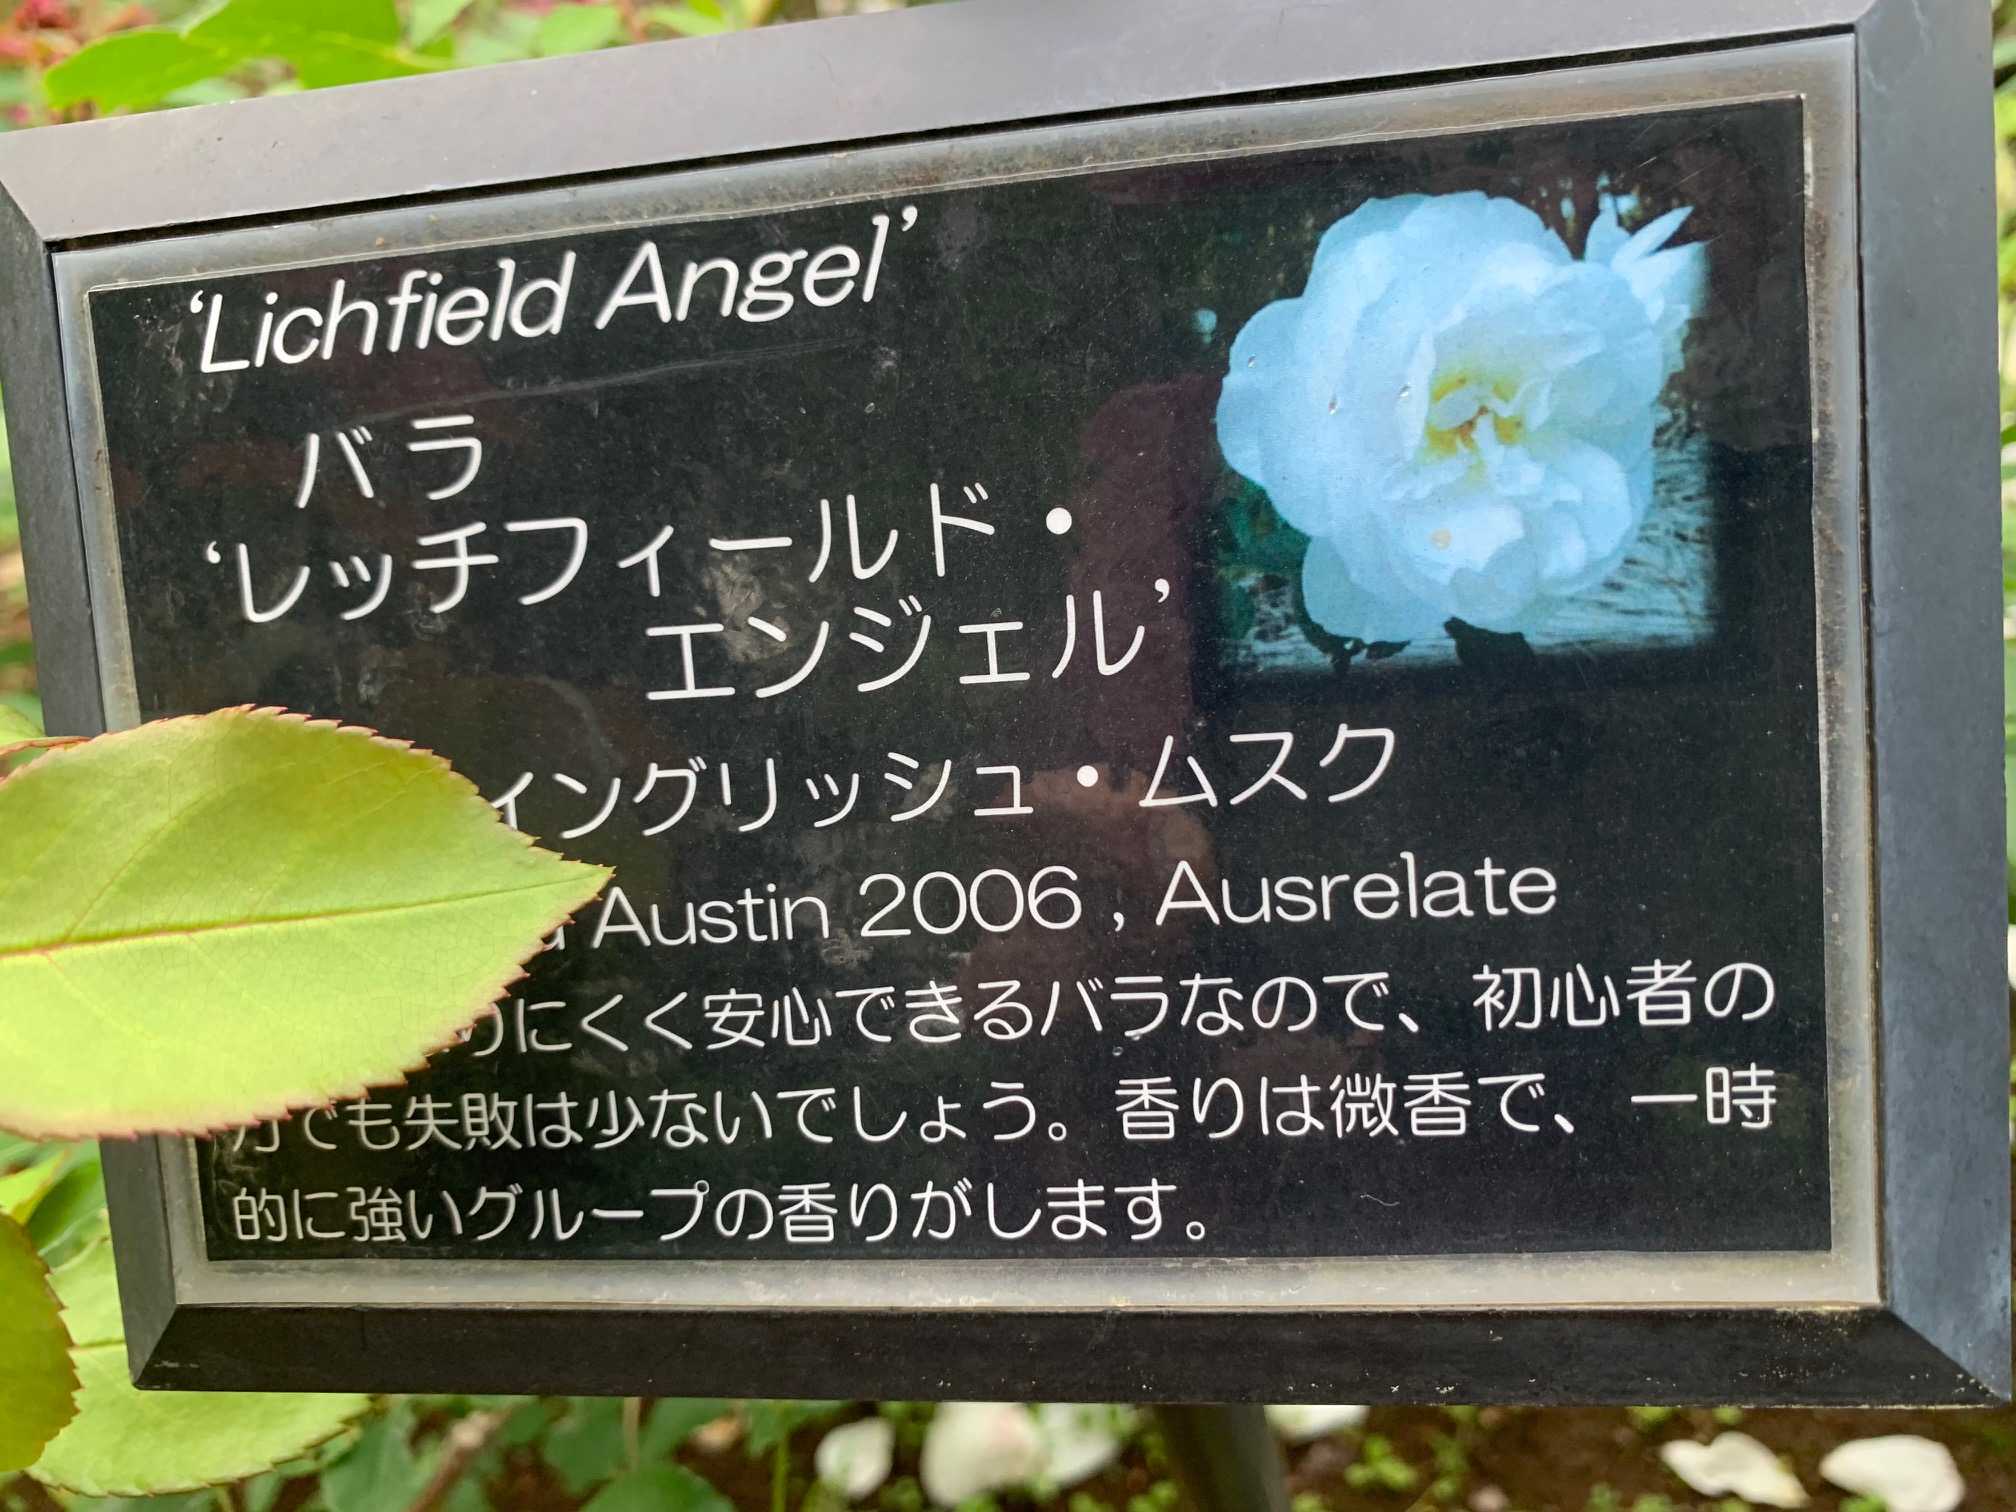 ‘Lichfield Angel’
バラ
‘レッチフィールド・
エンジェル’
イングリッシュ・ムスク
Austin 2006 , Ausrelate
りにくく安心できるバラなので、初心者の
方でも失敗は少ないでしょう。香りは微香で、一時
的に強いグループの香りがします。